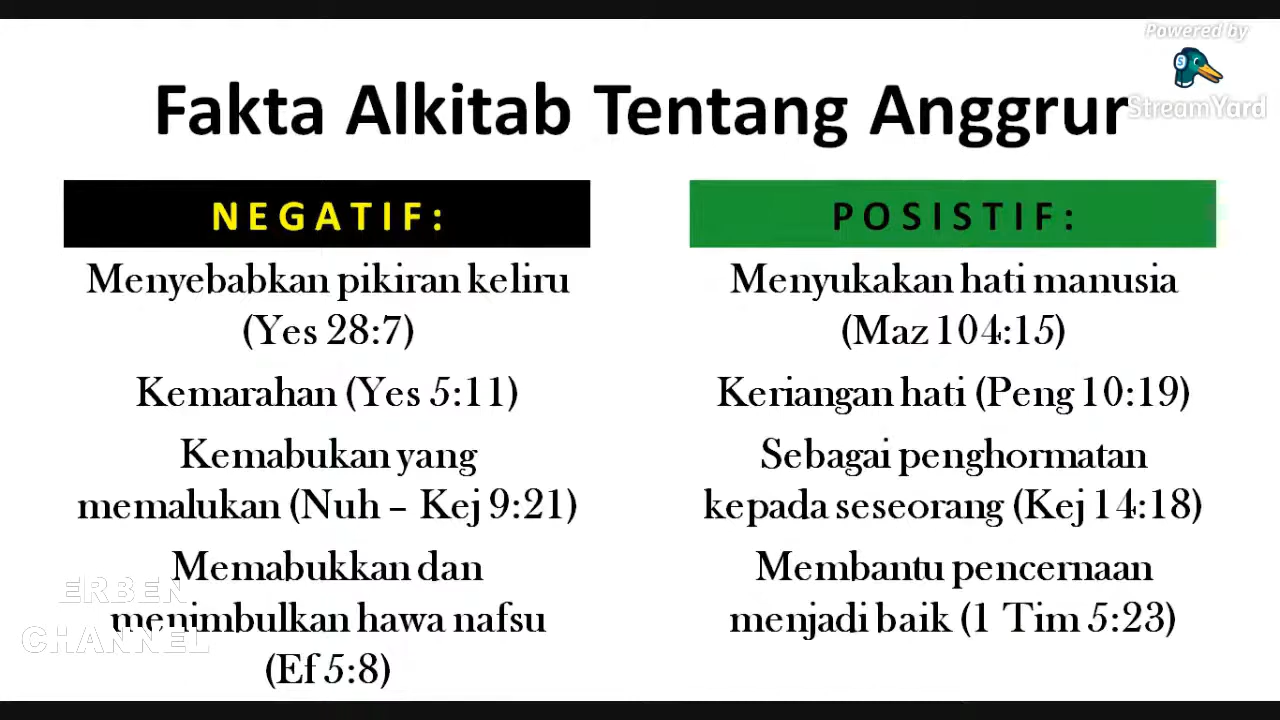 Powered by
StreamYard
Fakta Alkitab Tentang Anggrur
NEGATIF:
Menyebabkan pikiran keliru
(Yes 28:7)
Kemarahan (Yes 5:11)
Kemabukan yang
memalukan (Nuh – Kej 9:21)
Memabukkan dan
menimbulkan hawa nafsu
(Ef 5:8)
POSISTIF:
Menyukakan hati manusia
(Maz 104:15)
Keriangan hati (Peng 10:19)
Sebagai penghormatan
kepada seseorang (Kej 14:18)
Membantu pencernaan
menjadi baik (1 Tim 5:23)
ERBEN
CHANNEL